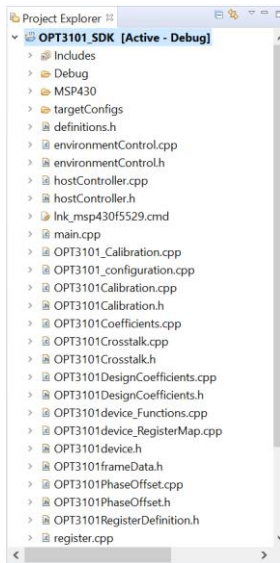 Project Explorer
OPT3101_SDK [Active - Debug]
Includes
Debug
MSP430
targetConfigs
definitions.h
environmentControl.cpp
environmentControl.h
hostController.cpp
hostController.h
lnk_msp430f5529.cmd
main.cpp
OPT3101_Calibration.cpp
OPT3101_configuration.cpp
OPT3101Calibration.cpp
OPT3101Calibration.h
OPT3101Coefficients.cpp
OPT3101Crosstalk.cpp
OPT3101Crosstalk.h
OPT3101DesignCoefficients.cpp
OPT3101DesignCoefficients.h
OPT3101device_Functions.cpp
OPT3101device_RegisterMap.cpp
OPT3101device.h
OPT3101frameData.h
OPT3101PhaseOffset.cpp
OPT3101PhaseOffset.h
OPT3101RegisterDefinition.h
register.cpp